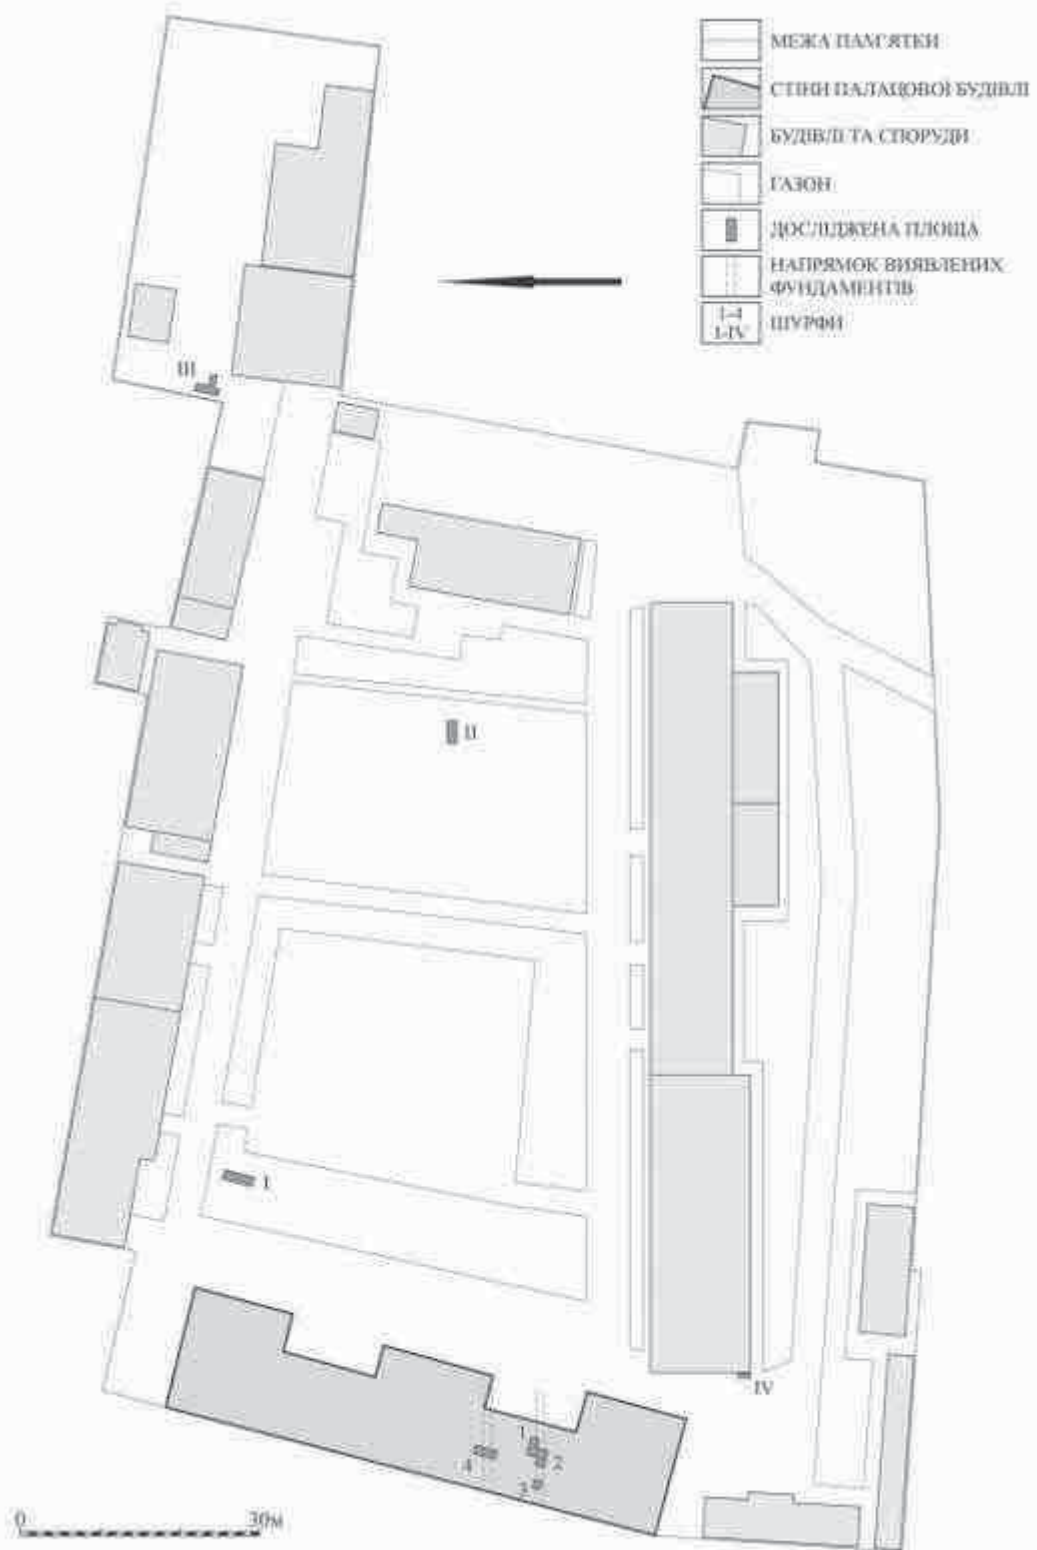 МЕЖА ПАМ'ЯТКИ
СТІНИ ПАЛАЦОВОЇ БУДІВЛІ
БУДІВЛІ ТА СПОРУДИ
ГАЗОН
ДОСЛІДЖЕНА ПЛОЩА
НАПРЯМОК ВИЯВЛЕНИХ
ФУНДАМЕНТІВ
1-4
I-IV
ШУРФИ
III
II
I
IV
1
2
4
3
0 30м